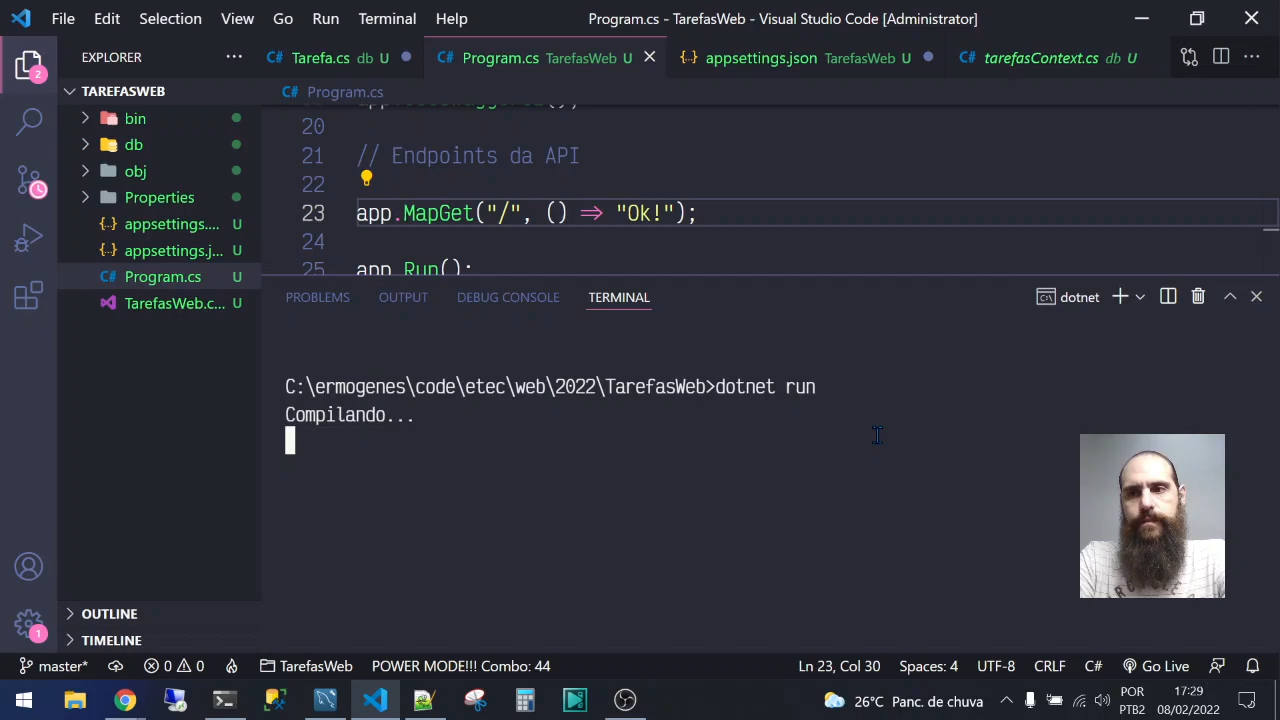 File Edit Selection View Go Run Terminal Help
Program.cs - TarefasWeb - Visual Studio Code [Administrator]
EXPLORER
Tarefa.cs db U
Program.cs TarefasWeb U
appsettings.json TarefasWeb U
tarefasContext.cs db U
2
TAREFASWEB
bin
db
obj
Properties
appsettings.... U
appsettings.j... U
Program.cs U
TarefasWeb.c... U
OUTLINE
TIMELINE
1
Program.cs
20
21 // Endpoints da API
22
23 app.MapGet("/", () => "Ok!");
24
25 app.Run();
PROBLEMS OUTPUT DEBUG CONSOLE TERMINAL
dotnet
C:\ermogenes\code\etec\web\2022\TarefasWeb>dotnet run
Compilando...
master* 0 0 TarefasWeb POWER MODE!!! Combo: 44
Ln 23, Col 30 Spaces: 4 UTF-8 CRLF C# Go Live
26°C Panc. de chuva
POR
PTB2
17:29
08/02/2022